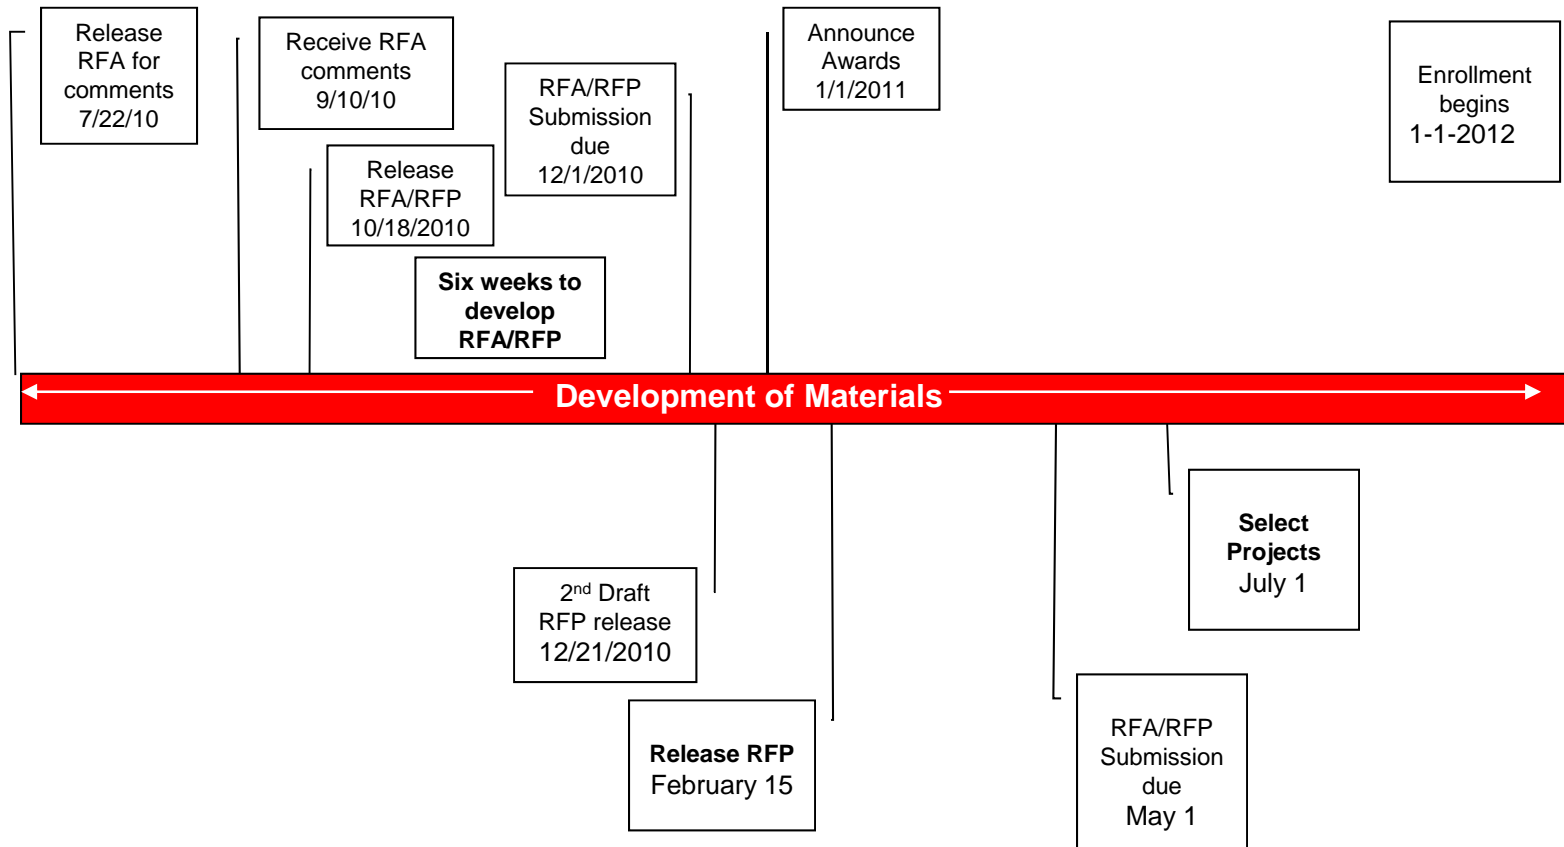 Release
RFA for
comments
7/22/10
Receive RFA
comments
9/10/10
Release
RFA/RFP
10/18/2010
Six weeks to
develop
RFA/RFP
RFA/RFP
Submission
due
12/1/2010
Announce
Awards
1/1/2011
Enrollment
begins
1-1-2012
Development of Materials
2nd Draft
RFP release
12/21/2010
Release RFP
February 15
RFA/RFP
Submission
due
May 1
Select
Projects
July 1